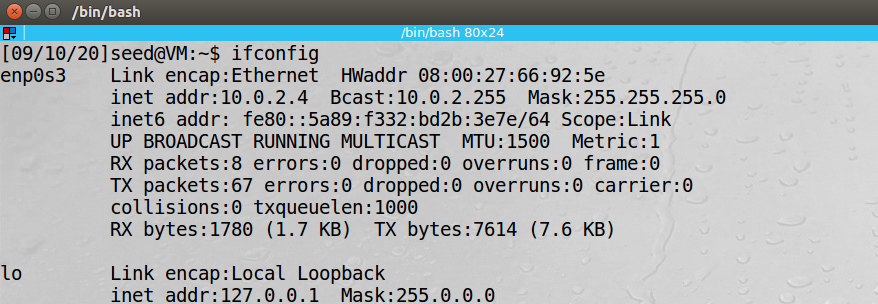 /bin/bash
/bin/bash 80x24
[09/10/20]seed@VM:~$ ifconfig
enp0s3    Link encap:Ethernet  HWaddr 08:00:27:66:92:5e
          inet addr:10.0.2.4  Bcast:10.0.2.255  Mask:255.255.255.0
          inet6 addr: fe80::5a89:f332:bd2b:3e7e/64 Scope:Link
          UP BROADCAST RUNNING MULTICAST  MTU:1500  Metric:1
          RX packets:8 errors:0 dropped:0 overruns:0 frame:0
          TX packets:67 errors:0 dropped:0 overruns:0 carrier:0
          collisions:0 txqueuelen:1000
          RX bytes:1780 (1.7 KB)  TX bytes:7614 (7.6 KB)

lo        Link encap:Local Loopback
          inet addr:127.0.0.1  Mask:255.0.0.0